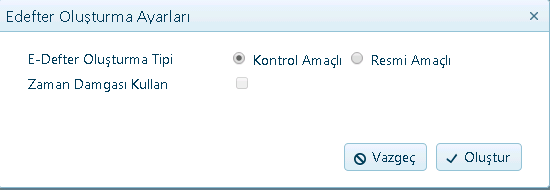 Edefter Oluşturma Ayarları
E-Defter Oluşturma Tipi Kontrol Amaçlı Resmi Amaçlı
Zaman Damgası Kullan
Vazgeç Oluştur